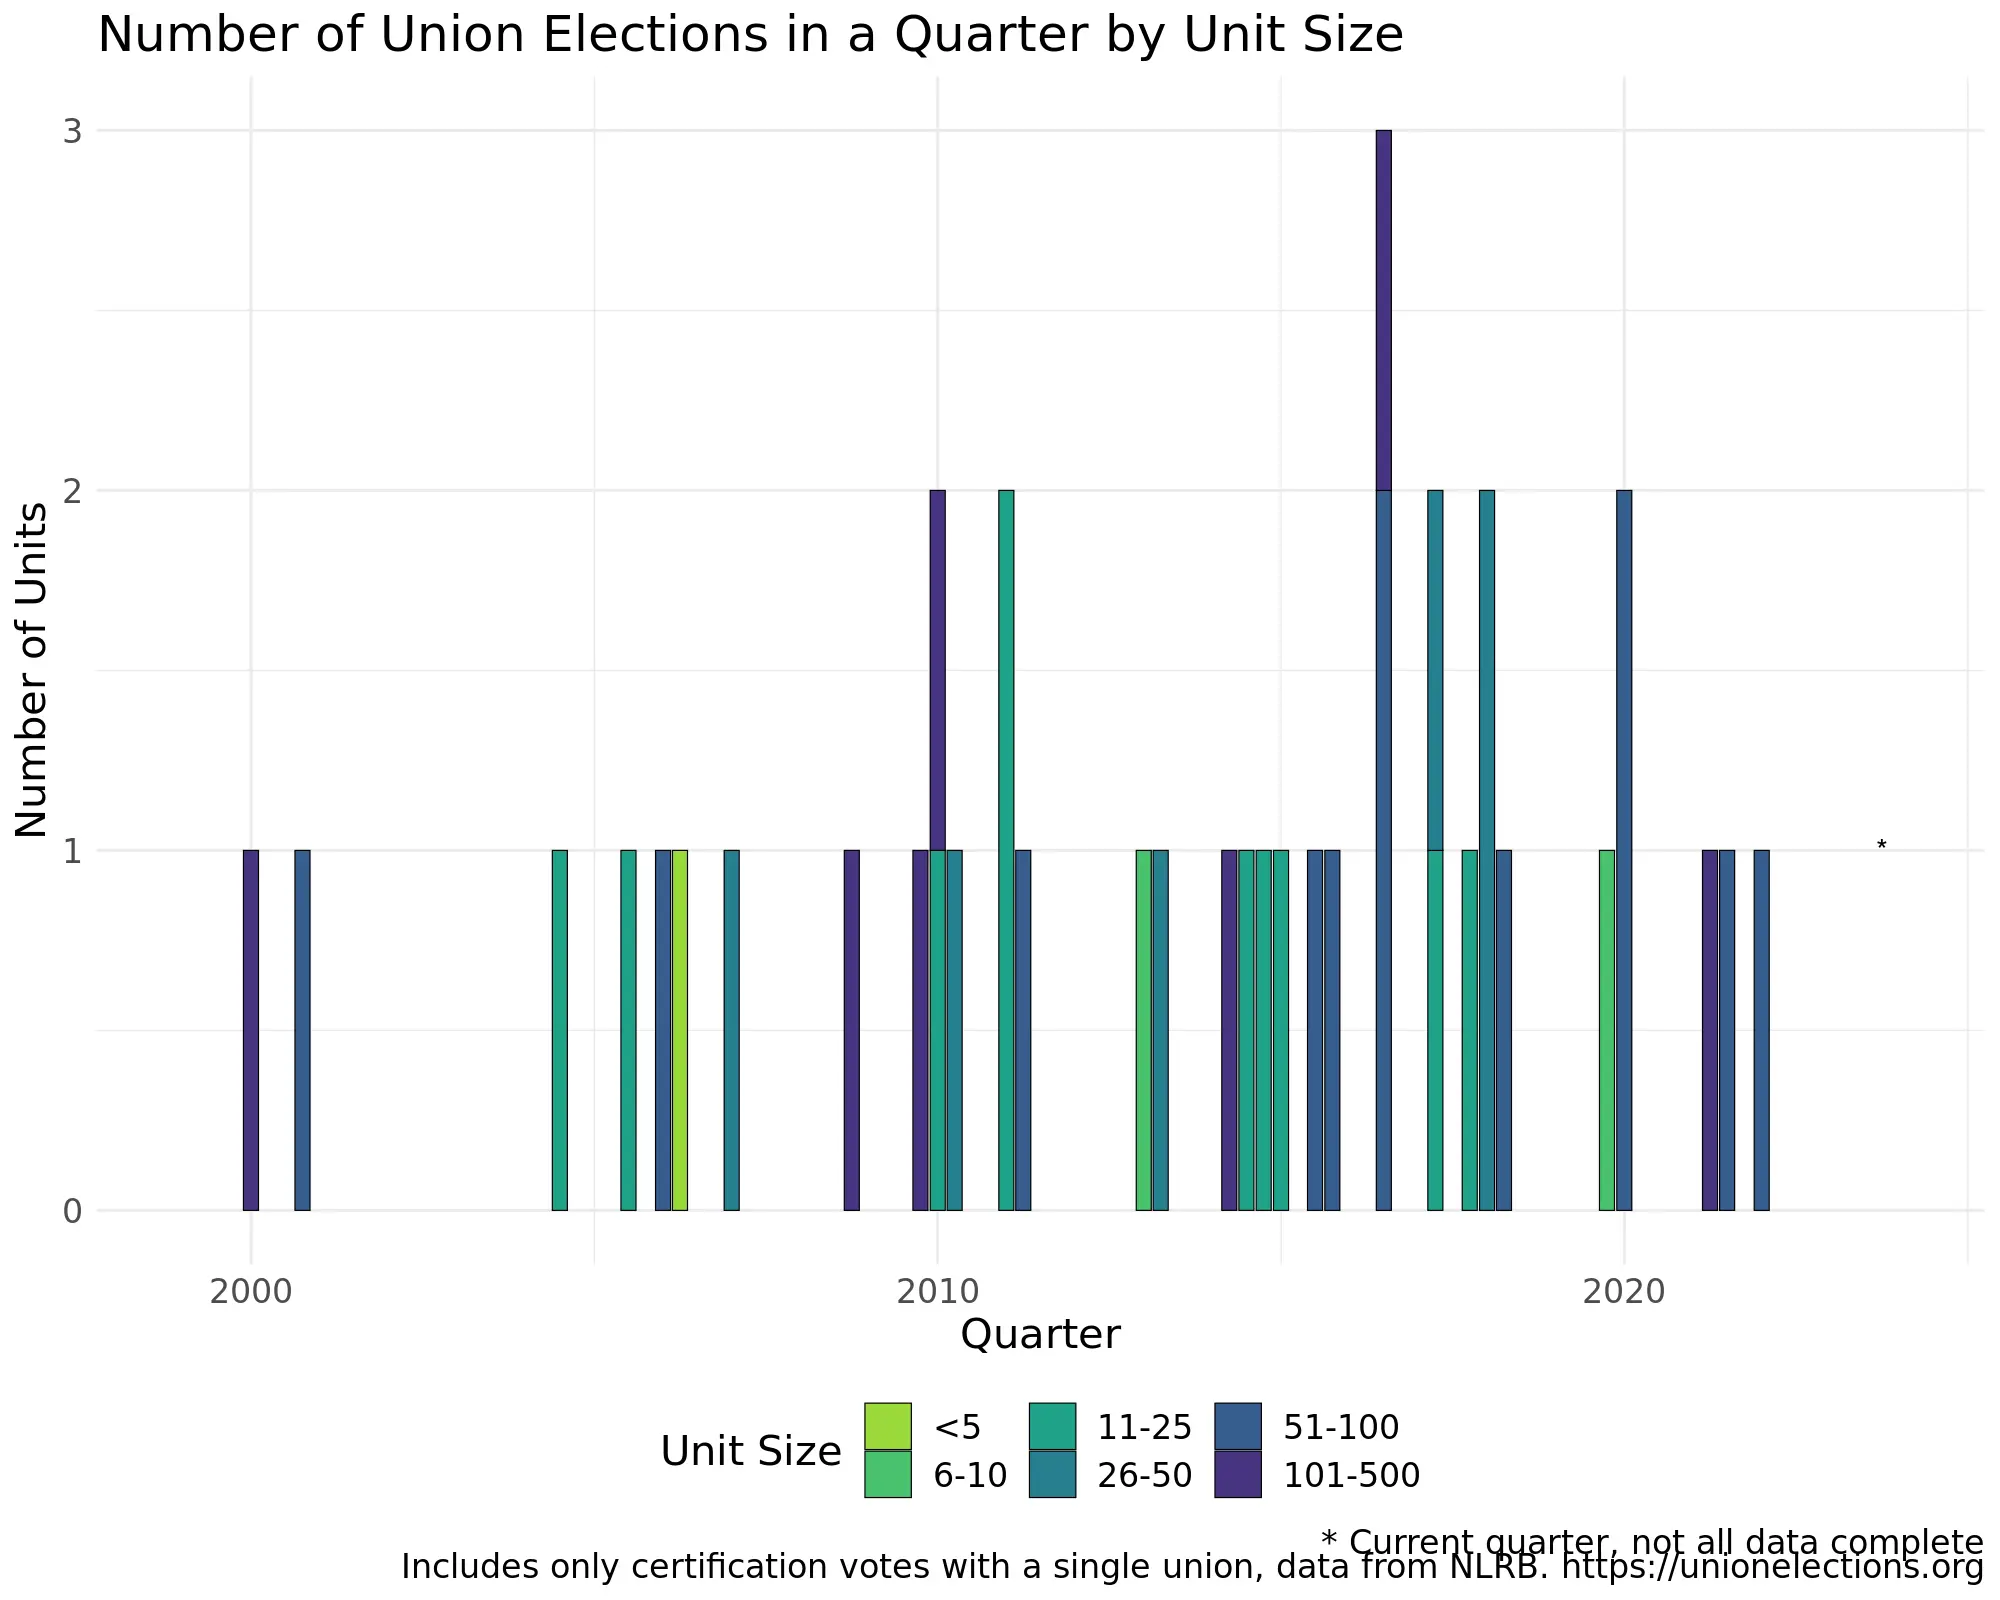 Number of Union Elections in a Quarter by Unit Size
Number of Units
3
2
1
0
*
2000 2010 2020
Quarter
Unit Size
<5 11-25 51-100
6-10 26-50 101-500
* Current quarter, not all data complete
Includes only certification votes with a single union, data from NLRB. https://unionelections.org